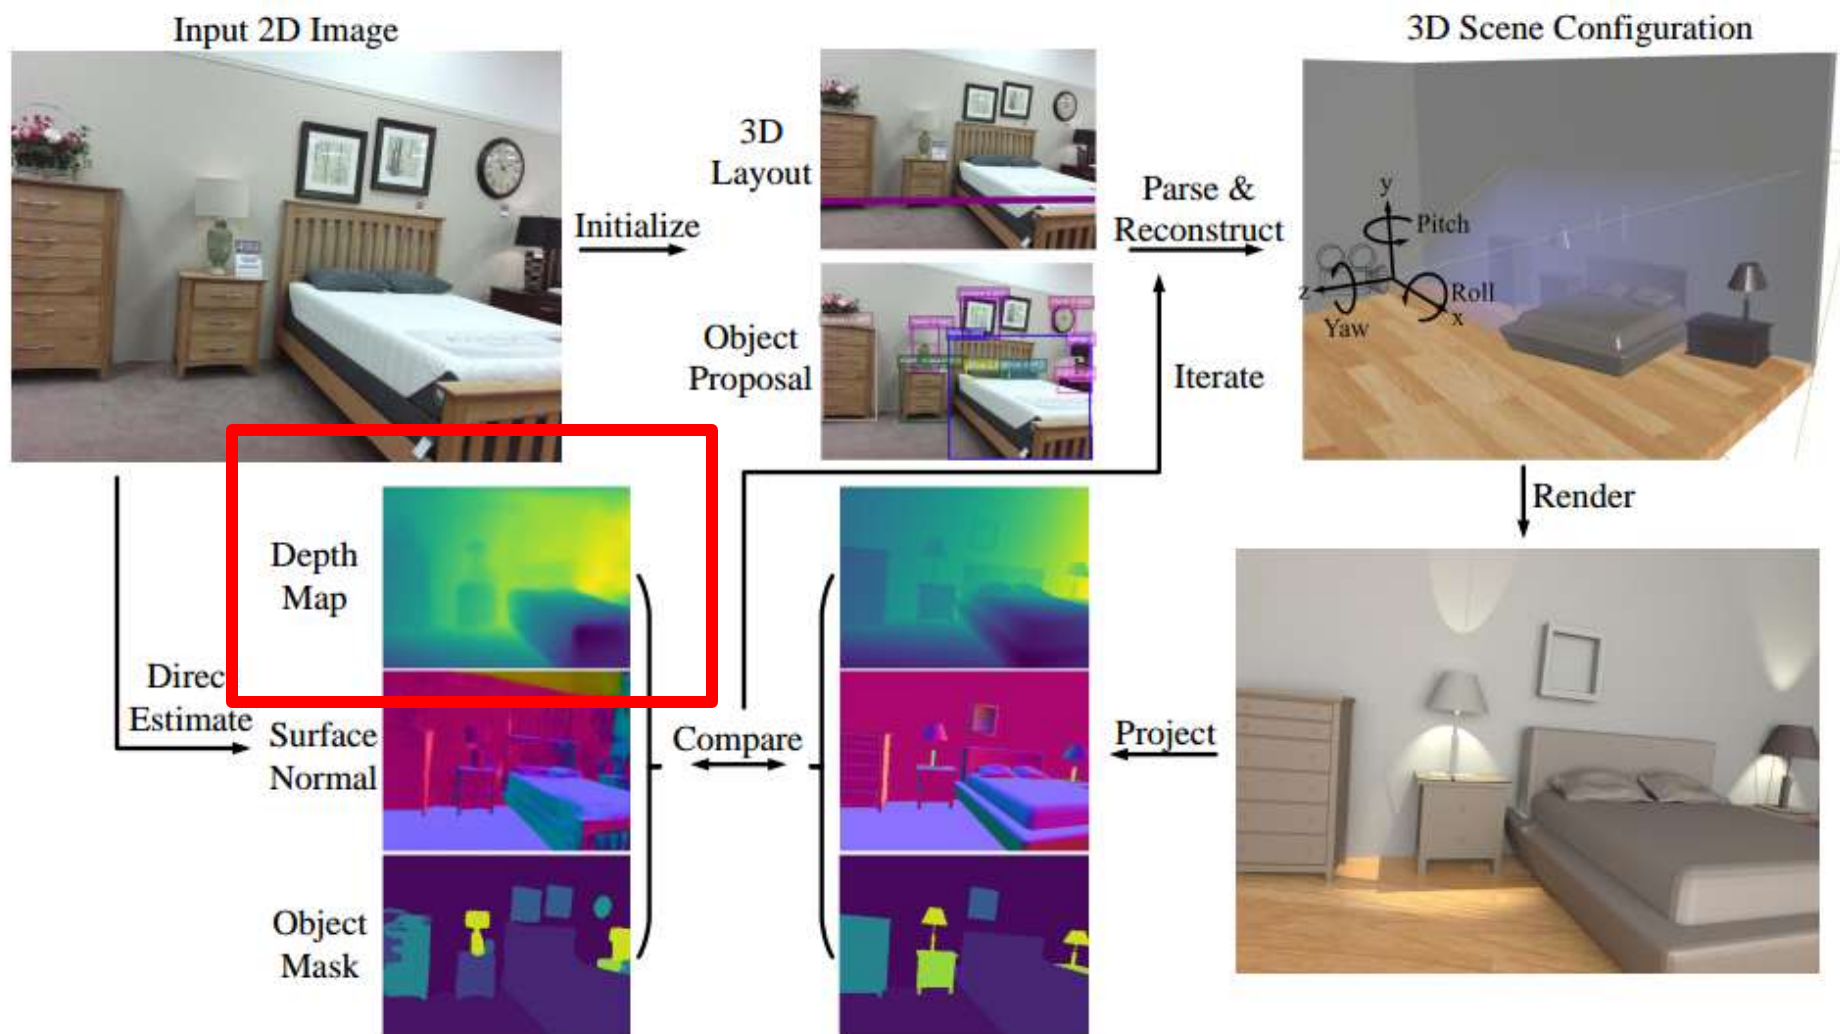 Input 2D Image
3D Scene Configuration
3D
Layout
Initialize
Parse &
Reconstruct
Object
Proposal
Iterate
y
Pitch
z
Roll
x
Yaw
Render
Depth
Map
Direc
Estimate
Surface
Normal
Compare
Project
Object
Mask